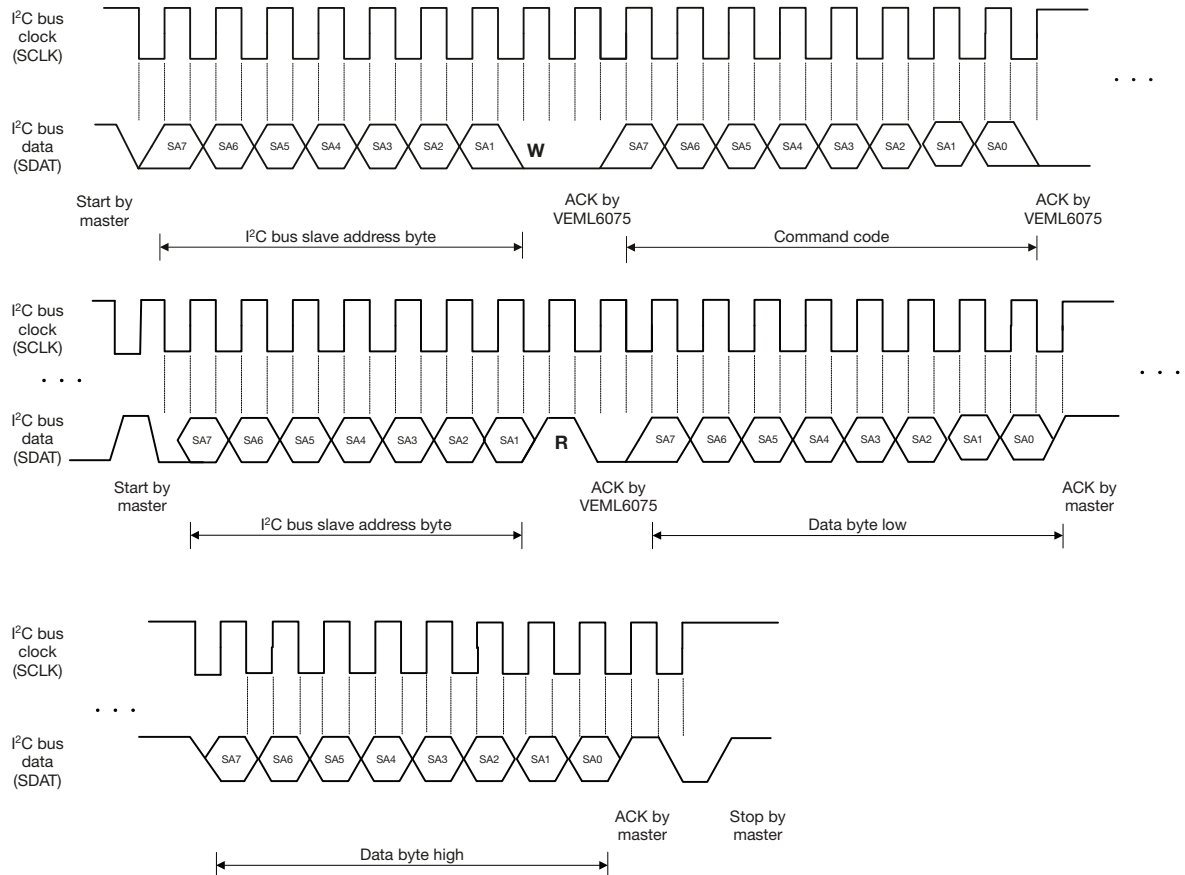 I²C bus
clock
(SCLK)
. . .
I²C bus
data
(SDAT)
SA7 SA6 SA5 SA4 SA3 SA2 SA1 W SA7 SA6 SA5 SA4 SA3 SA2 SA1 SA0
Start by
master
ACK by
VEML6075
ACK by
VEML6075
I²C bus slave address byte
Command code
I²C bus
clock
(SCLK)
. . .
. . .
I²C bus
data
(SDAT)
SA7 SA6 SA5 SA4 SA3 SA2 SA1 R SA7 SA6 SA5 SA4 SA3 SA2 SA1 SA0
Start by
master
ACK by
VEML6075
ACK by
master
I²C bus slave address byte
Data byte low
I²C bus
clock
(SCLK)
. . .
I²C bus
data
(SDAT)
SA7 SA6 SA5 SA4 SA3 SA2 SA1 SA0
ACK by
master
Stop by
master
Data byte high